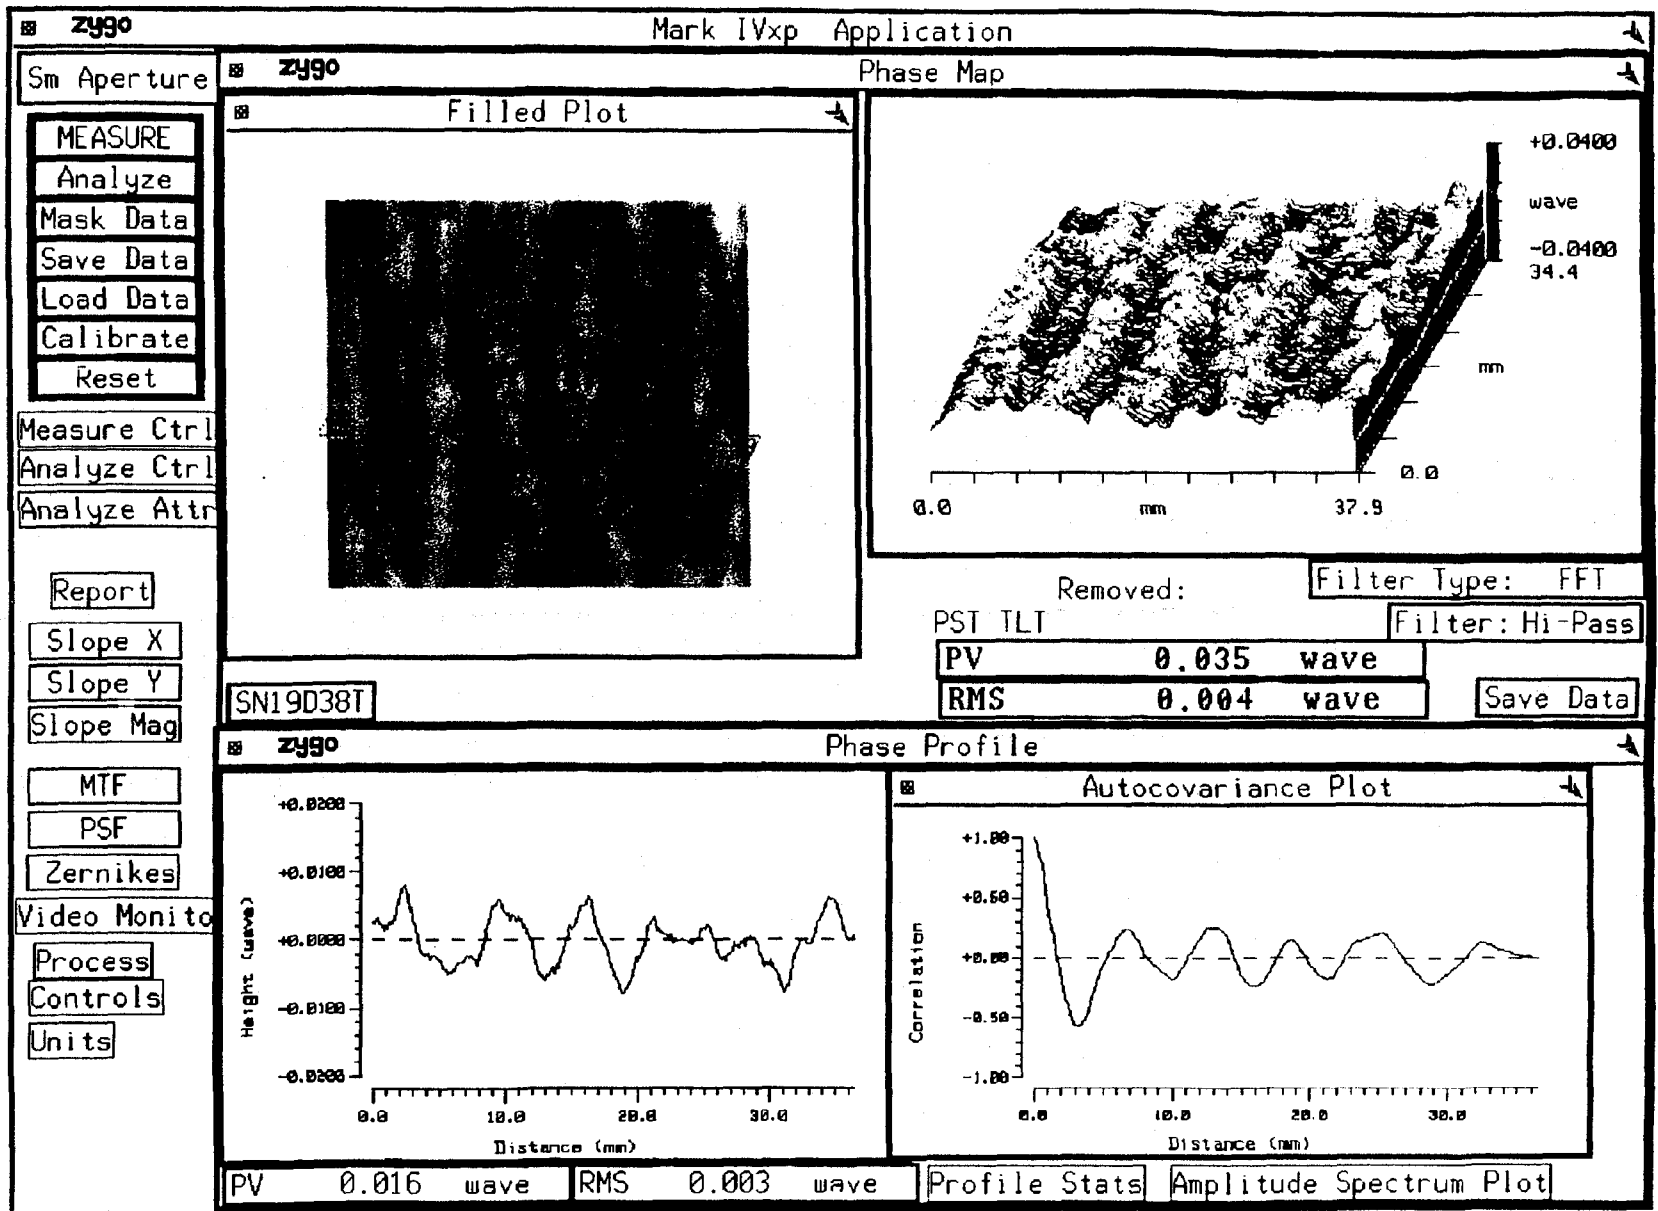 zygo Mark IVxp Application
Sm Aperture
MEASURE
Analyze
Mask Data
Save Data
Load Data
Calibrate
Reset
Measure Ctrl
Analyze Ctrl
Analyze Attr
Report
Slope X
Slope Y
Slope Mag
MTF
PSF
Zernikes
Video Monito
Process
Controls
Units
zygo Phase Map
Filled Plot
+0.0400
wave
-0.0400
34.4
mm
0.0
0.0 mm 37.9
Removed:
PST TLT
Filter Type: FFT
Filter: Hi-Pass
PV 0.035 wave
RMS 0.004 wave
Save Data
SN19D38T
zygo Phase Profile
+0.0200
+0.0100
+0.0000
-0.0100
-0.0200
Height (wave)
0.0 10.0 20.0 30.0
Distance (mm)
Autocovariance Plot
+1.00
+0.50
+0.00
-0.50
-1.00
Correlation
0.0 10.0 20.0 30.0
Distance (mm)
PV 0.016 wave
RMS 0.003 wave
Profile Stats
Amplitude Spectrum Plot